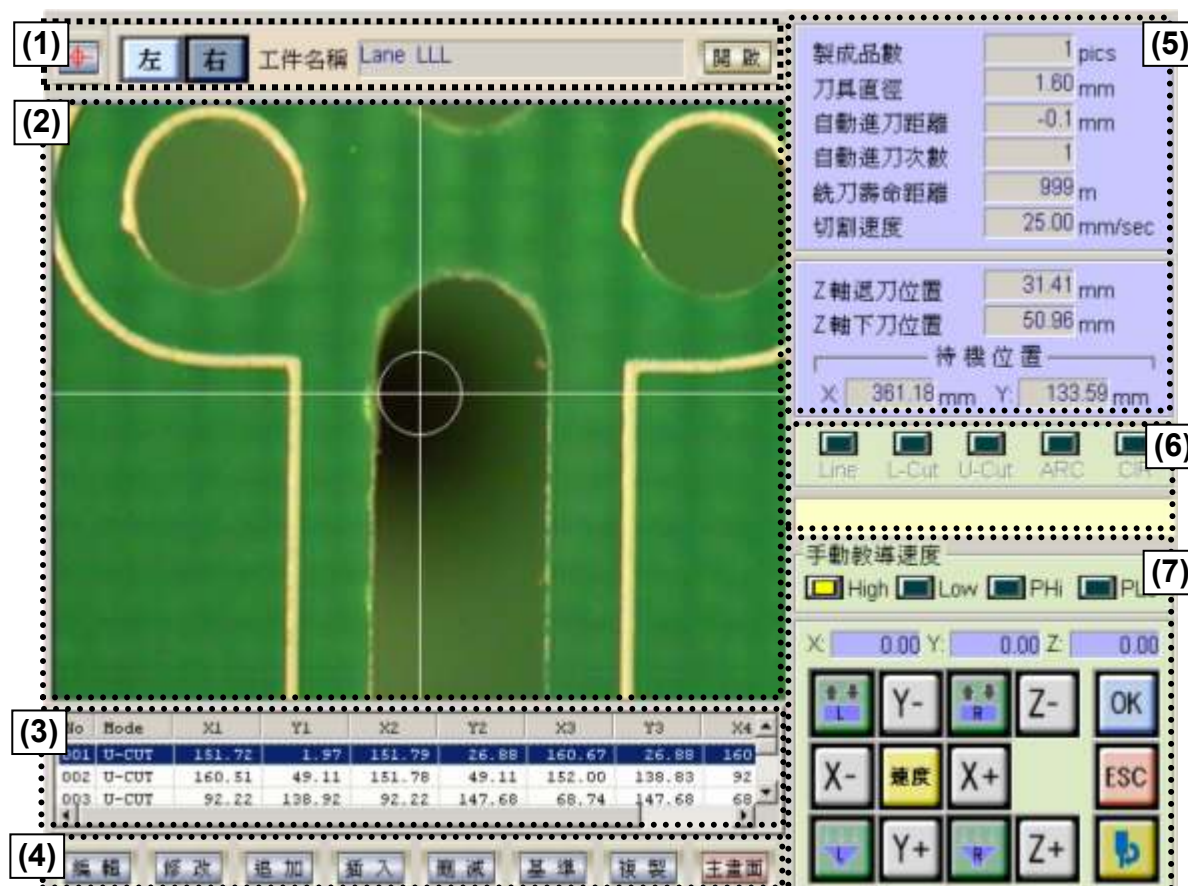 (1)
左 右 工件名稱 Lane LLL 開啟
(2)
(3)
No Mode X1 Y1 X2 Y2 X3 Y3 X4
001 U-CUT 151.72 1.97 151.79 26.88 160.67 26.88 160
002 U-CUT 160.51 49.11 151.78 49.11 152.00 138.83 92
003 U-CUT 92.22 138.92 92.22 147.68 68.74 147.68 68
(4)
編輯 修改 追加 插入 刪減 基準 複製 主畫面
(5)
製成品數 1 pics
刀具直徑 1.60 mm
自動進刀距離 -0.1 mm
自動進刀次數 1
銑刀壽命距離 999 m
切割速度 25.00 mm/sec
Z軸退刀位置 31.41 mm
Z軸下刀位置 50.96 mm
待機位置
X: 361.18 mm Y: 133.59 mm
(6)
Line L-Cut U-Cut ARC CIR
(7)
手動教導速度
High Low PHi
X: 0.00 Y: 0.00 Z: 0.00
L Y- R Z- OK
X- 速度 X+ ESC
L Y+ R Z+